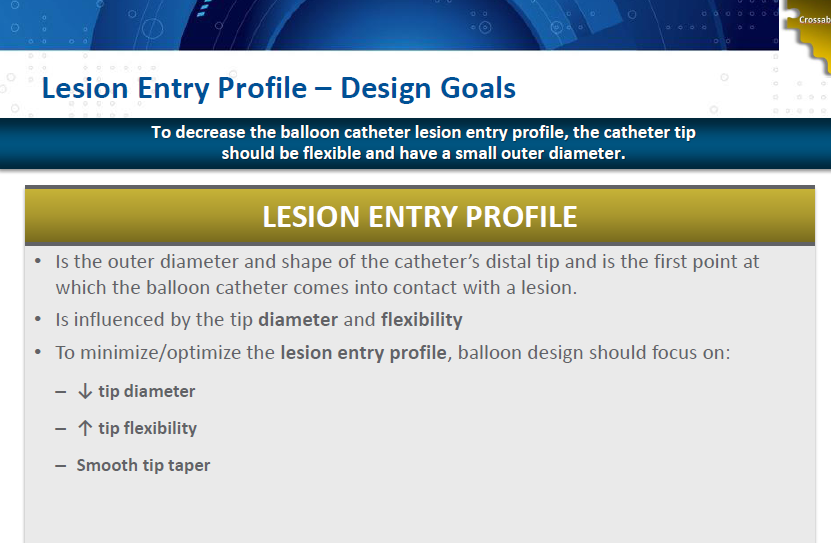 Crossab
Lesion Entry Profile – Design Goals
To decrease the balloon catheter lesion entry profile, the catheter tip
should be flexible and have a small outer diameter.
LESION ENTRY PROFILE
• Is the outer diameter and shape of the catheter’s distal tip and is the first point at
which the balloon catheter comes into contact with a lesion.
• Is influenced by the tip diameter and flexibility
• To minimize/optimize the lesion entry profile, balloon design should focus on:
– ↓ tip diameter
– ↑ tip flexibility
– Smooth tip taper